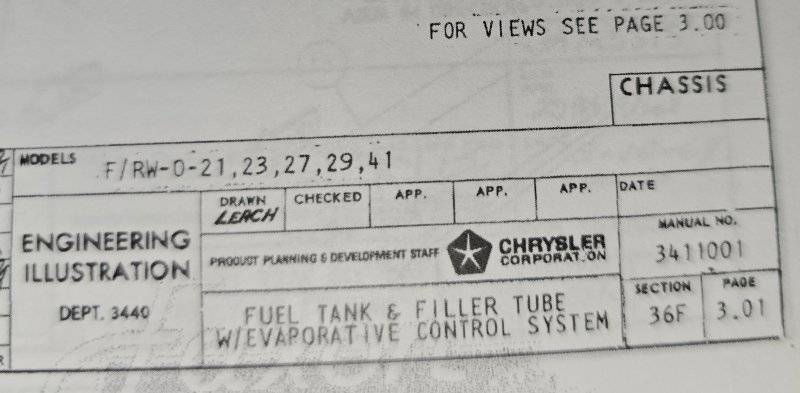 FOR VIEWS SEE PAGE 3.00
CHASSIS
MODELS F/RW-O-21,23,27,29,41
DRAWN CHECKED APP. APP. APP. DATE
LEACH
ENGINEERING
ILLUSTRATION
DEPT. 3440
PRODUCT PLANNING & DEVELOPMENT STAFF
CHRYSLER
CORPORATION
MANUAL NO.
3411001
FUEL TANK & FILLER TUBE
W/EVAPORATIVE CONTROL SYSTEM
SECTION
36F
PAGE
3.01